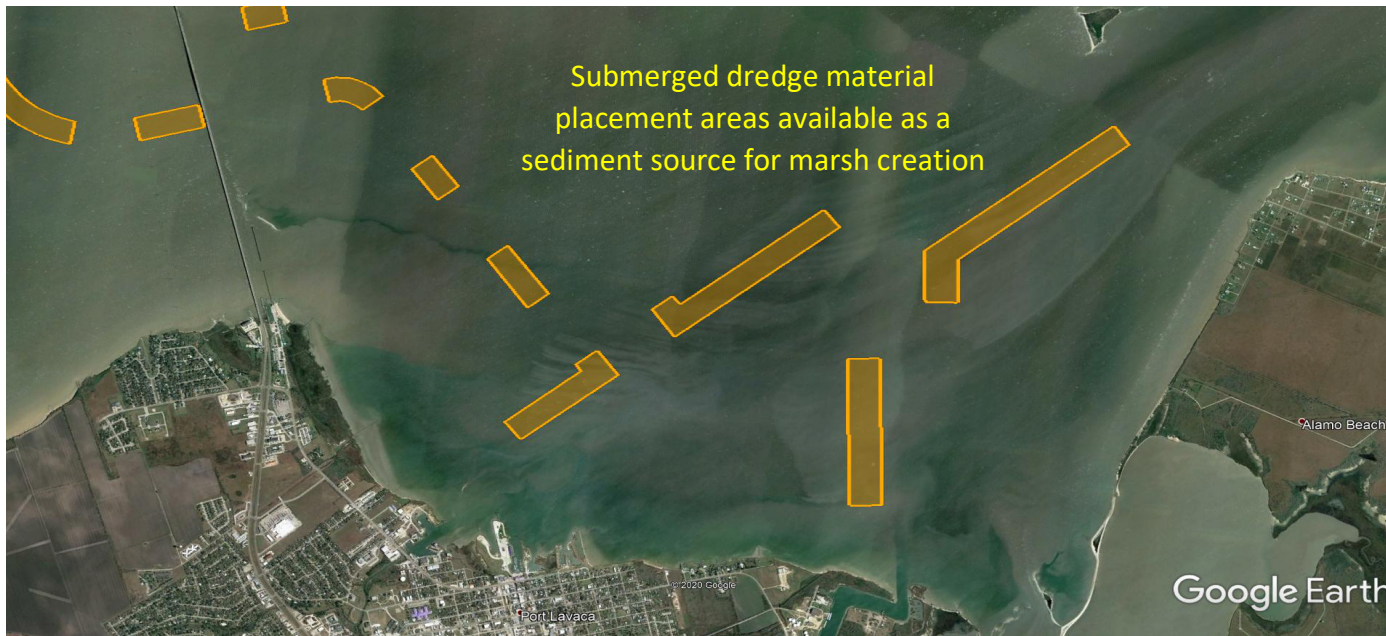 Submerged dredge material
placement areas available as a
sediment source for marsh creation
Alamo Beach
© 2020 Google
Google Earth
Port Lavaca